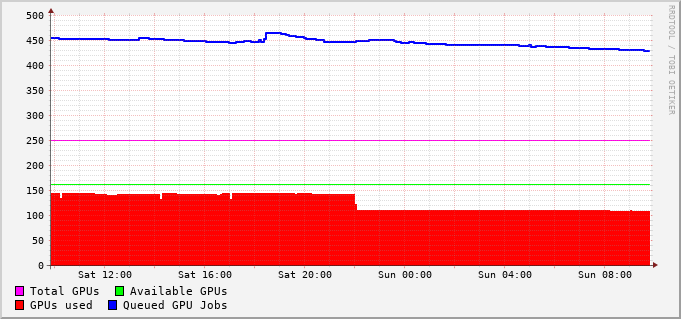 500
450
400
350
300
250
200
150
100
50
0
Sat 12:00 Sat 16:00 Sat 20:00 Sun 00:00 Sun 04:00 Sun 08:00
Total GPUs Available GPUs
GPUs used Queued GPU Jobs
RRDTOOL / TOBI OETIKER